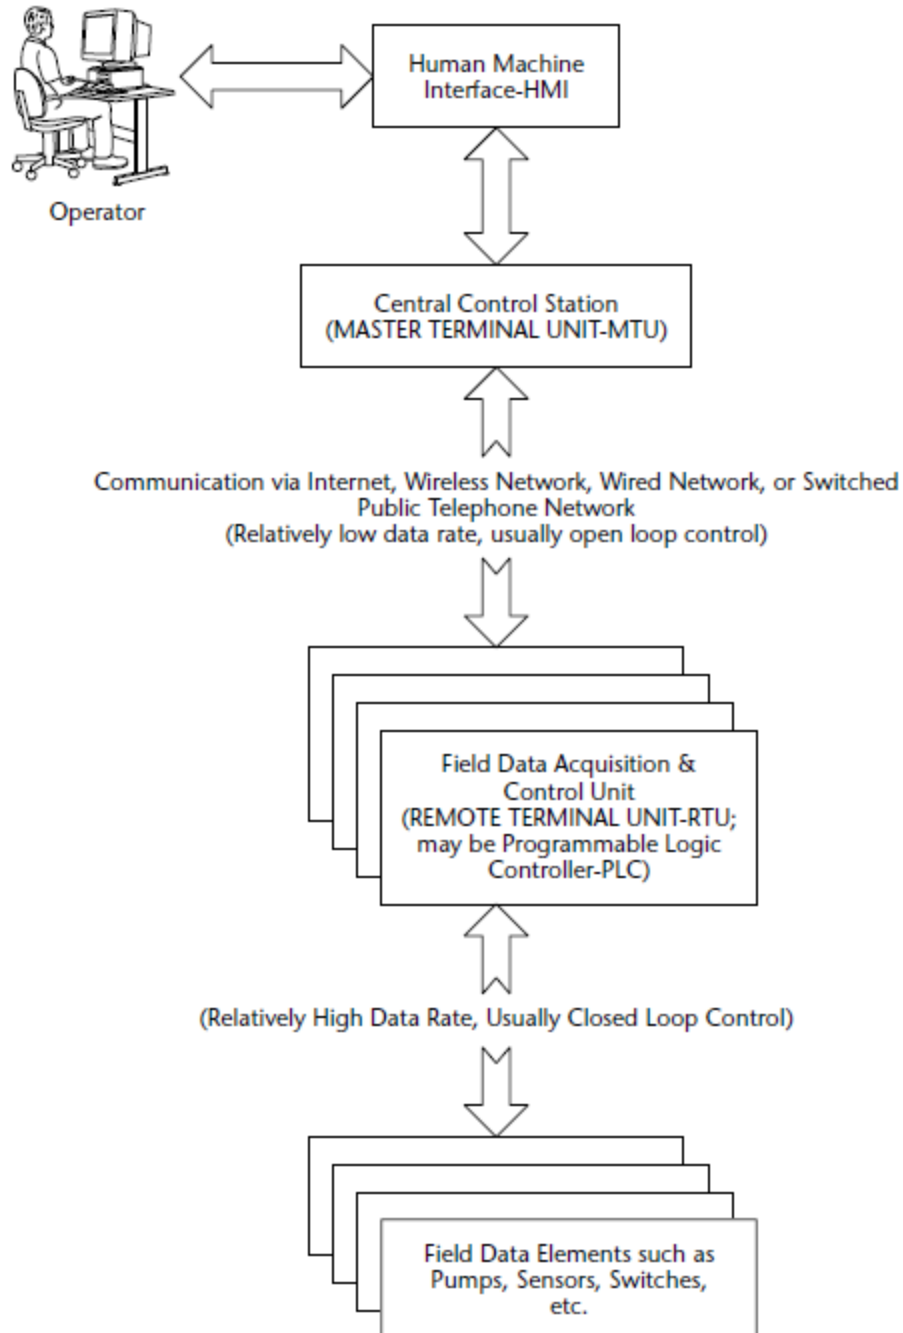 Human Machine
Interface-HMI
Operator
Central Control Station
(MASTER TERMINAL UNIT-MTU)
Communication via Internet, Wireless Network, Wired Network, or Switched
Public Telephone Network
(Relatively low data rate, usually open loop control)
Field Data Acquisition &
Control Unit
(REMOTE TERMINAL UNIT-RTU;
may be Programmable Logic
Controller-PLC)
(Relatively High Data Rate, Usually Closed Loop Control)
Field Data Elements such as
Pumps, Sensors, Switches,
etc.